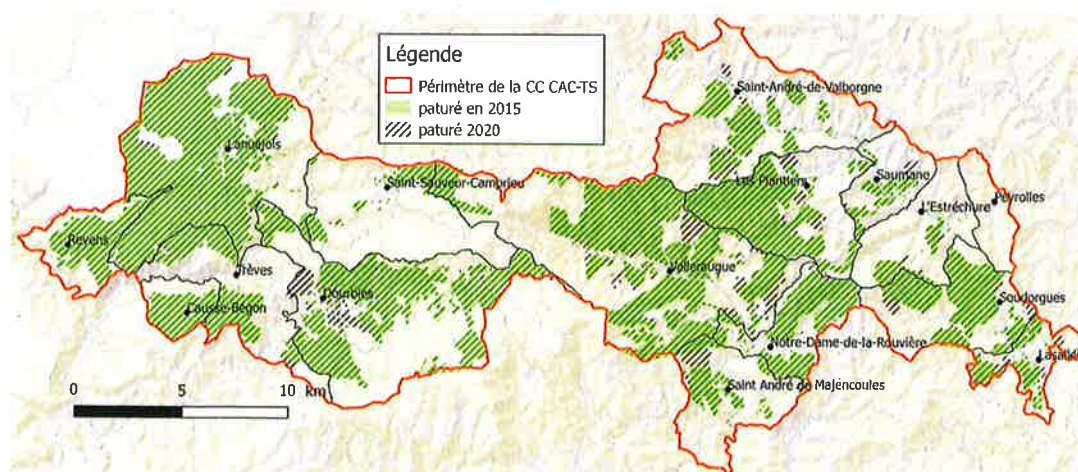 Légende
Périmètre de la CC CAC-TS
paturé en 2015
paturé 2020
Saint-André-de-Valborgne
Lanuéjols
Saint-Sauveur-Camprieu
Les Plantiers
Saumane
L'Estréchure
Peyrolles
Revens
Trèves
Valleraugue
Dourbies
Causse-Bégon
Soudorgues
Notre-Dame-de-la-Rouvière
Saint André de Majencoules
0 5 10 km